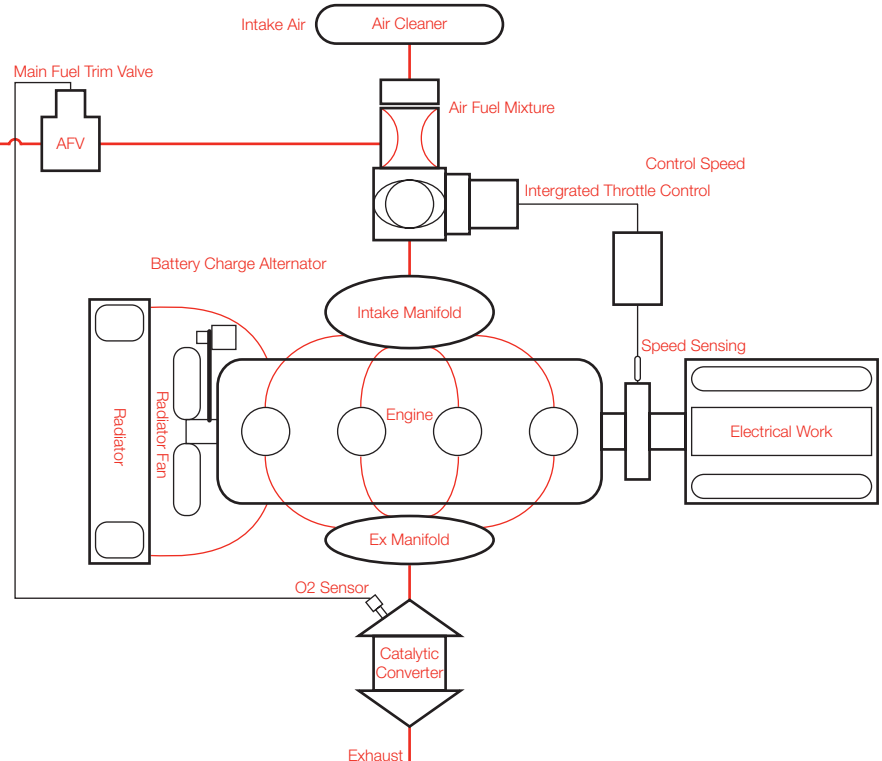 Intake Air
Air Cleaner
Main Fuel Trim Valve
Air Fuel Mixture
AFV
Control Speed
Intergrated Throttle Control
Battery Charge Alternator
Intake Manifold
Speed Sensing
Radiator
Radiator Fan
Engine
Electrical Work
Ex Manifold
O2 Sensor
Catalytic
Converter
Exhaust